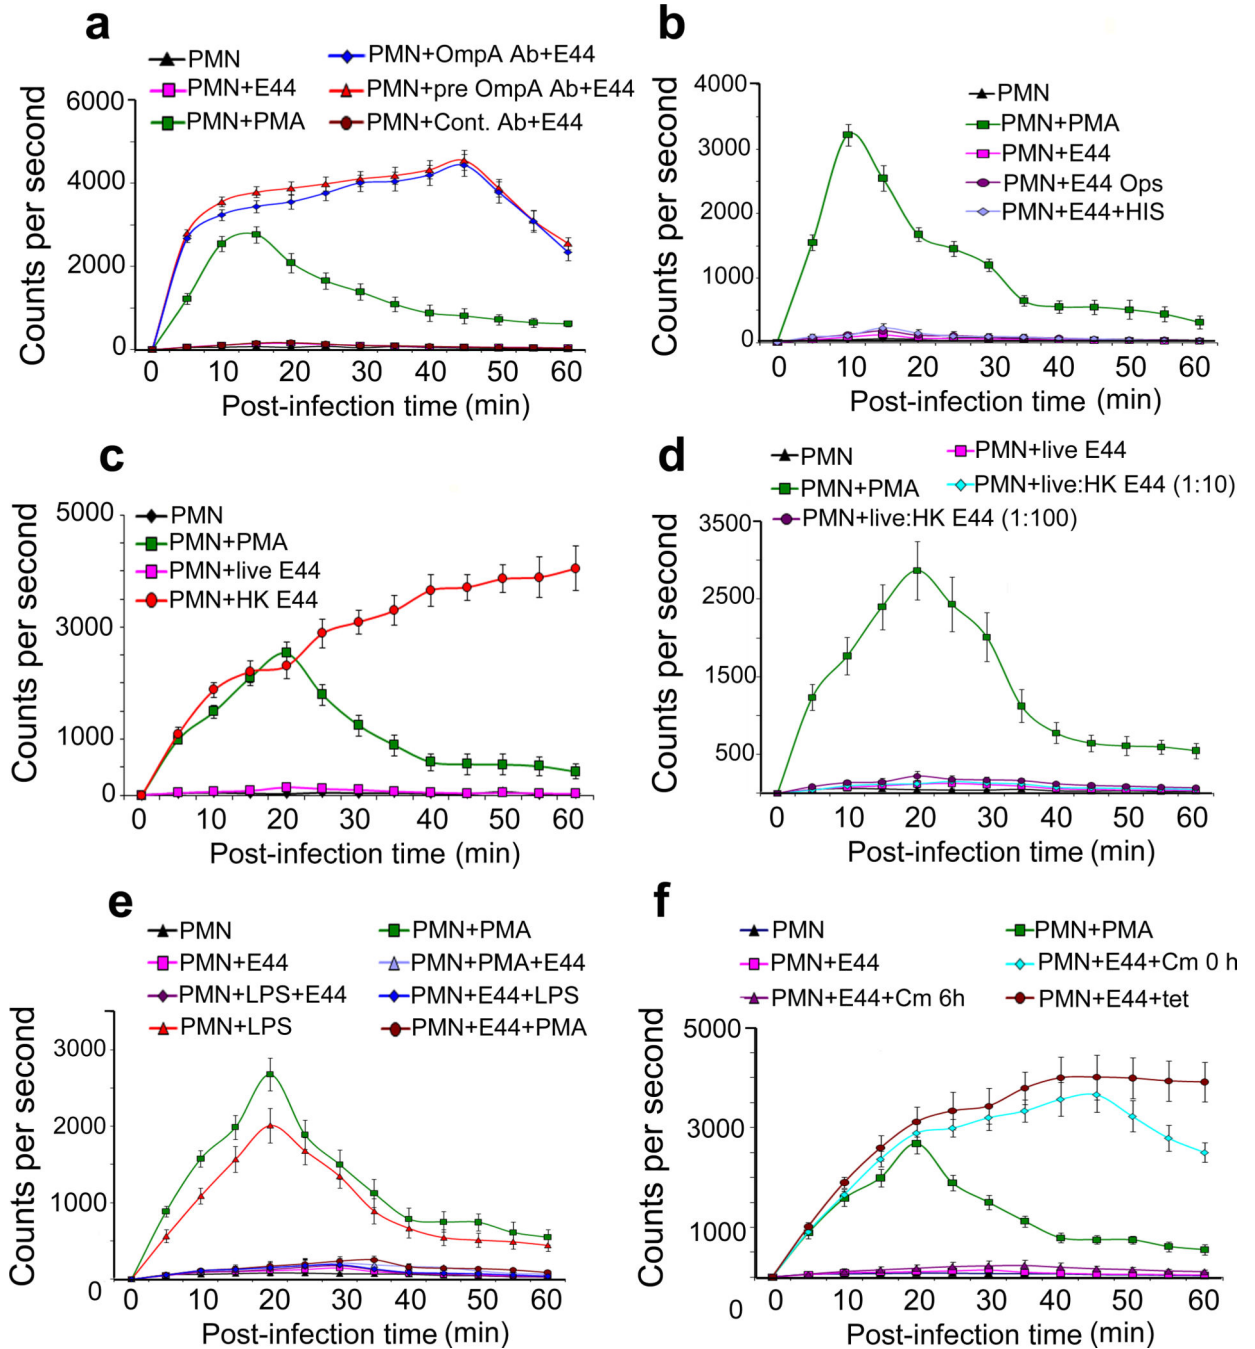 a
PMN
PMN+OmpA Ab+E44
PMN+E44
PMN+pre OmpA Ab+E44
PMN+PMA
PMN+Cont. Ab+E44
Counts per second
6000
4000
2000
0
0 10 20 30 40 50 60
Post-infection time (min)
b
PMN
PMN+PMA
PMN+E44
PMN+E44 Ops
PMN+E44+HIS
Counts per second
4000
3000
2000
1000
0
0 10 20 30 40 50 60
Post-infection time (min)
c
PMN
PMN+PMA
PMN+live E44
PMN+HK E44
Counts per second
5000
3000
1000
0
0 10 20 30 40 50 60
Post-infection time (min)
d
PMN
PMN+live E44
PMN+PMA
PMN+live:HK E44 (1:10)
PMN+live:HK E44 (1:100)
Counts per second
3500
2500
1500
500
0 10 20 30 40 50 60
Post-infection time (min)
e
PMN
PMN+PMA
PMN+E44
PMN+PMA+E44
PMN+LPS+E44
PMN+E44+LPS
PMN+LPS
PMN+E44+PMA
Counts per second
3000
2000
1000
0
0 10 20 30 40 50 60
Post-infection time (min)
f
PMN
PMN+PMA
PMN+E44
PMN+E44+Cm 0 h
PMN+E44+Cm 6h
PMN+E44+tet
Counts per second
5000
3000
1000
0
0 10 20 30 40 50 60
Post-infection time (min)